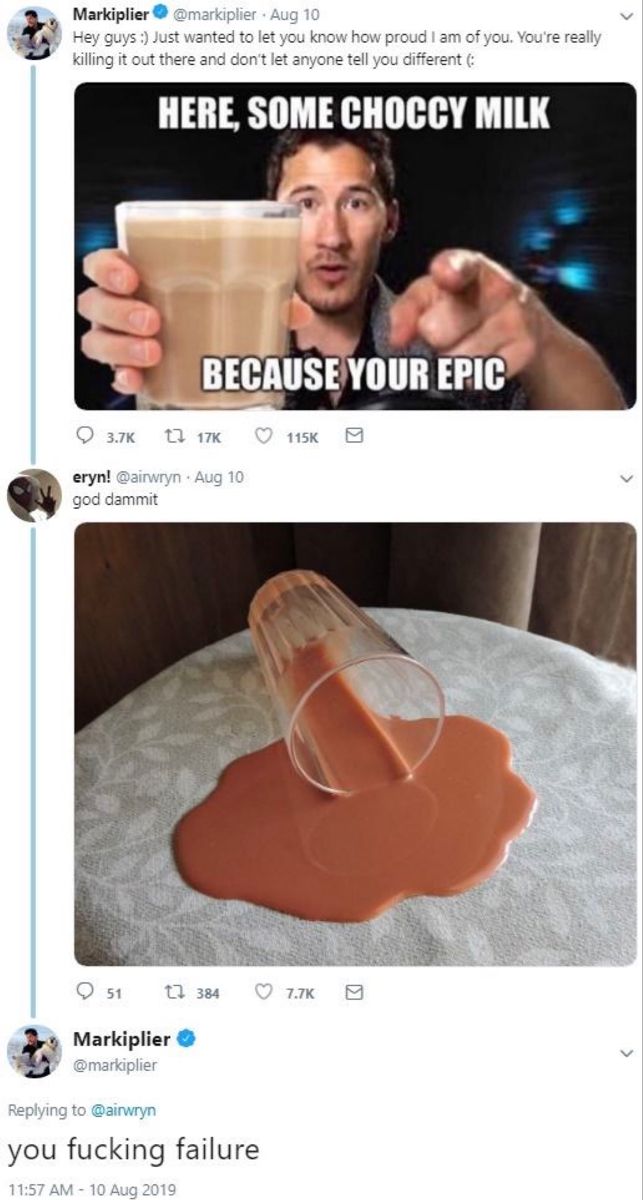 Markiplier @markiplier · Aug 10
Hey guys :) Just wanted to let you know how proud I am of you. You're really
killing it out there and don't let anyone tell you different (:
HERE, SOME CHOCCY MILK
BECAUSE YOUR EPIC
3.7K 17K 115K
eryn! @airwryn · Aug 10
god dammit
51 384 7.7K
Markiplier
@markiplier
Replying to @airwryn
you fucking failure
11:57 AM - 10 Aug 2019